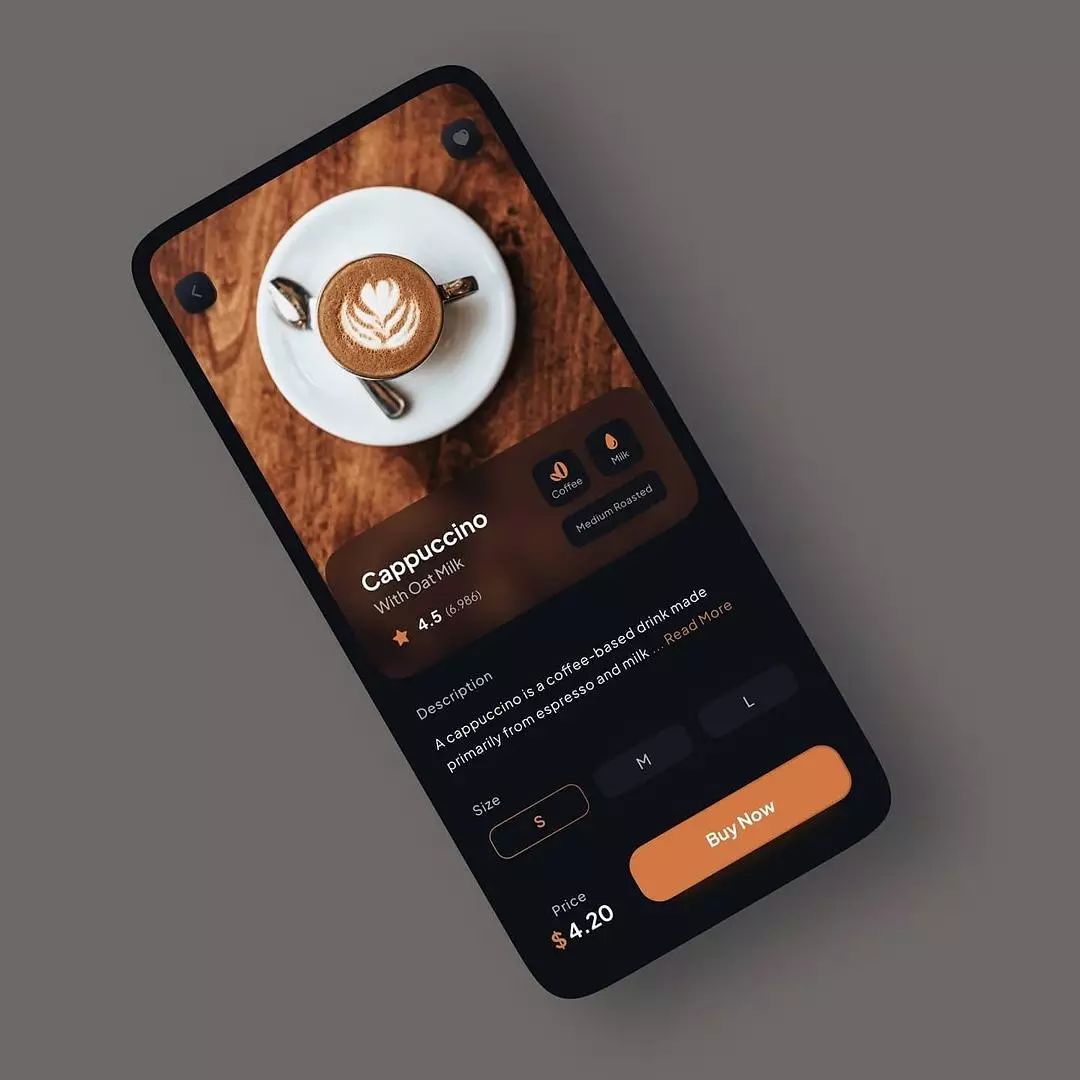 Cappuccino
With Oat Milk
4.5 (6.986)
Coffee
Milk
Medium Roasted
Description
A cappuccino is a coffee-based drink made
primarily from espresso and milk ... Read More
Size
S
M
L
Price
$ 4.20
Buy Now